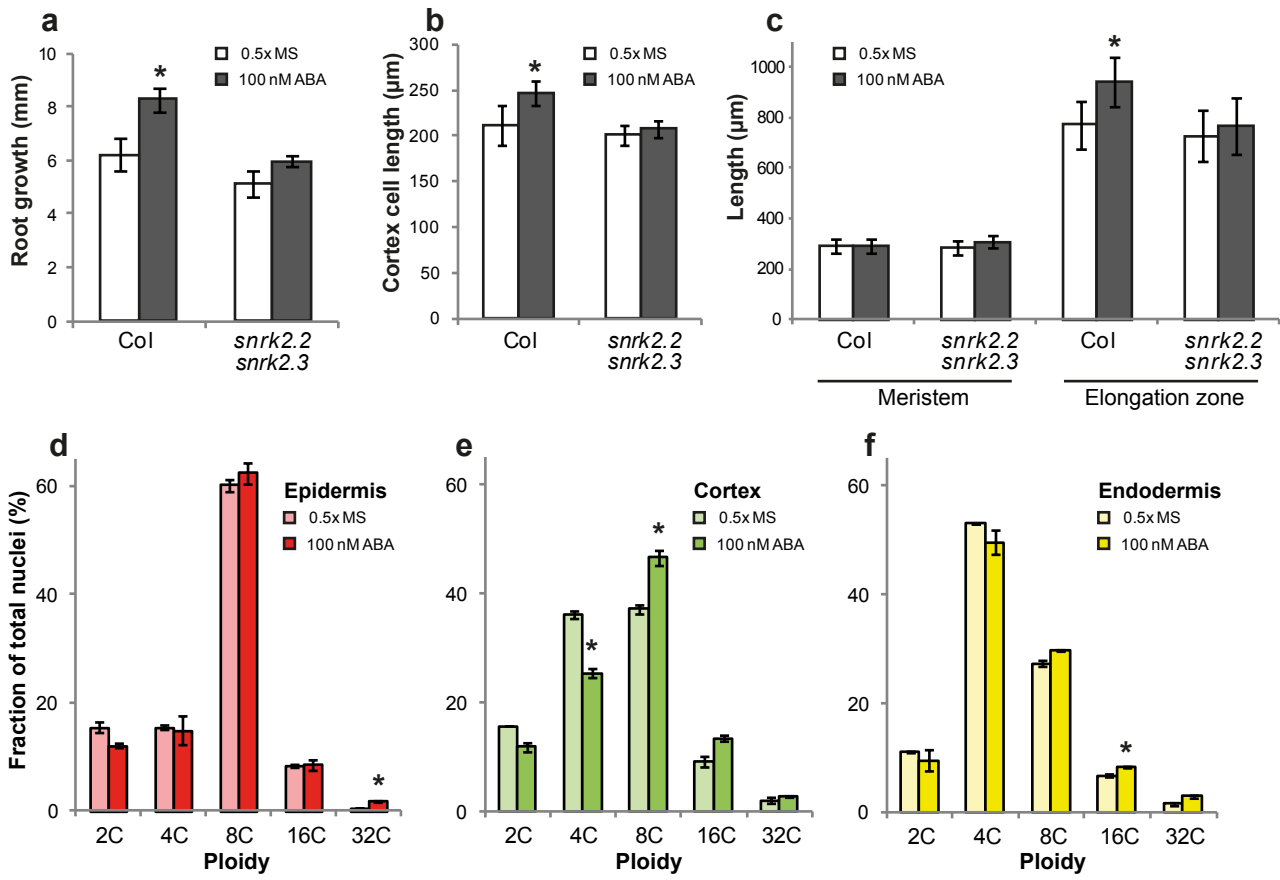 a
Root growth (mm)
10
8
6
4
2
0
0.5x MS
100 nM ABA
*
Col
snrk2.2
snrk2.3
b
Cortex cell length (µm)
300
250
200
150
100
50
0
0.5x MS
100 nM ABA
*
Col
snrk2.2
snrk2.3
c
Length (µm)
1000
800
600
400
200
0
0.5x MS
100 nM ABA
*
Col
snrk2.2
snrk2.3
Col
snrk2.2
snrk2.3
Meristem
Elongation zone
d
Fraction of total nuclei (%)
60
40
20
0
Epidermis
0.5x MS
100 nM ABA
*
2C 4C 8C 16C 32C
Ploidy
e
60
40
20
0
Cortex
0.5x MS
100 nM ABA
*
*
2C 4C 8C 16C 32C
Ploidy
f
60
40
20
0
Endodermis
0.5x MS
100 nM ABA
*
2C 4C 8C 16C 32C
Ploidy